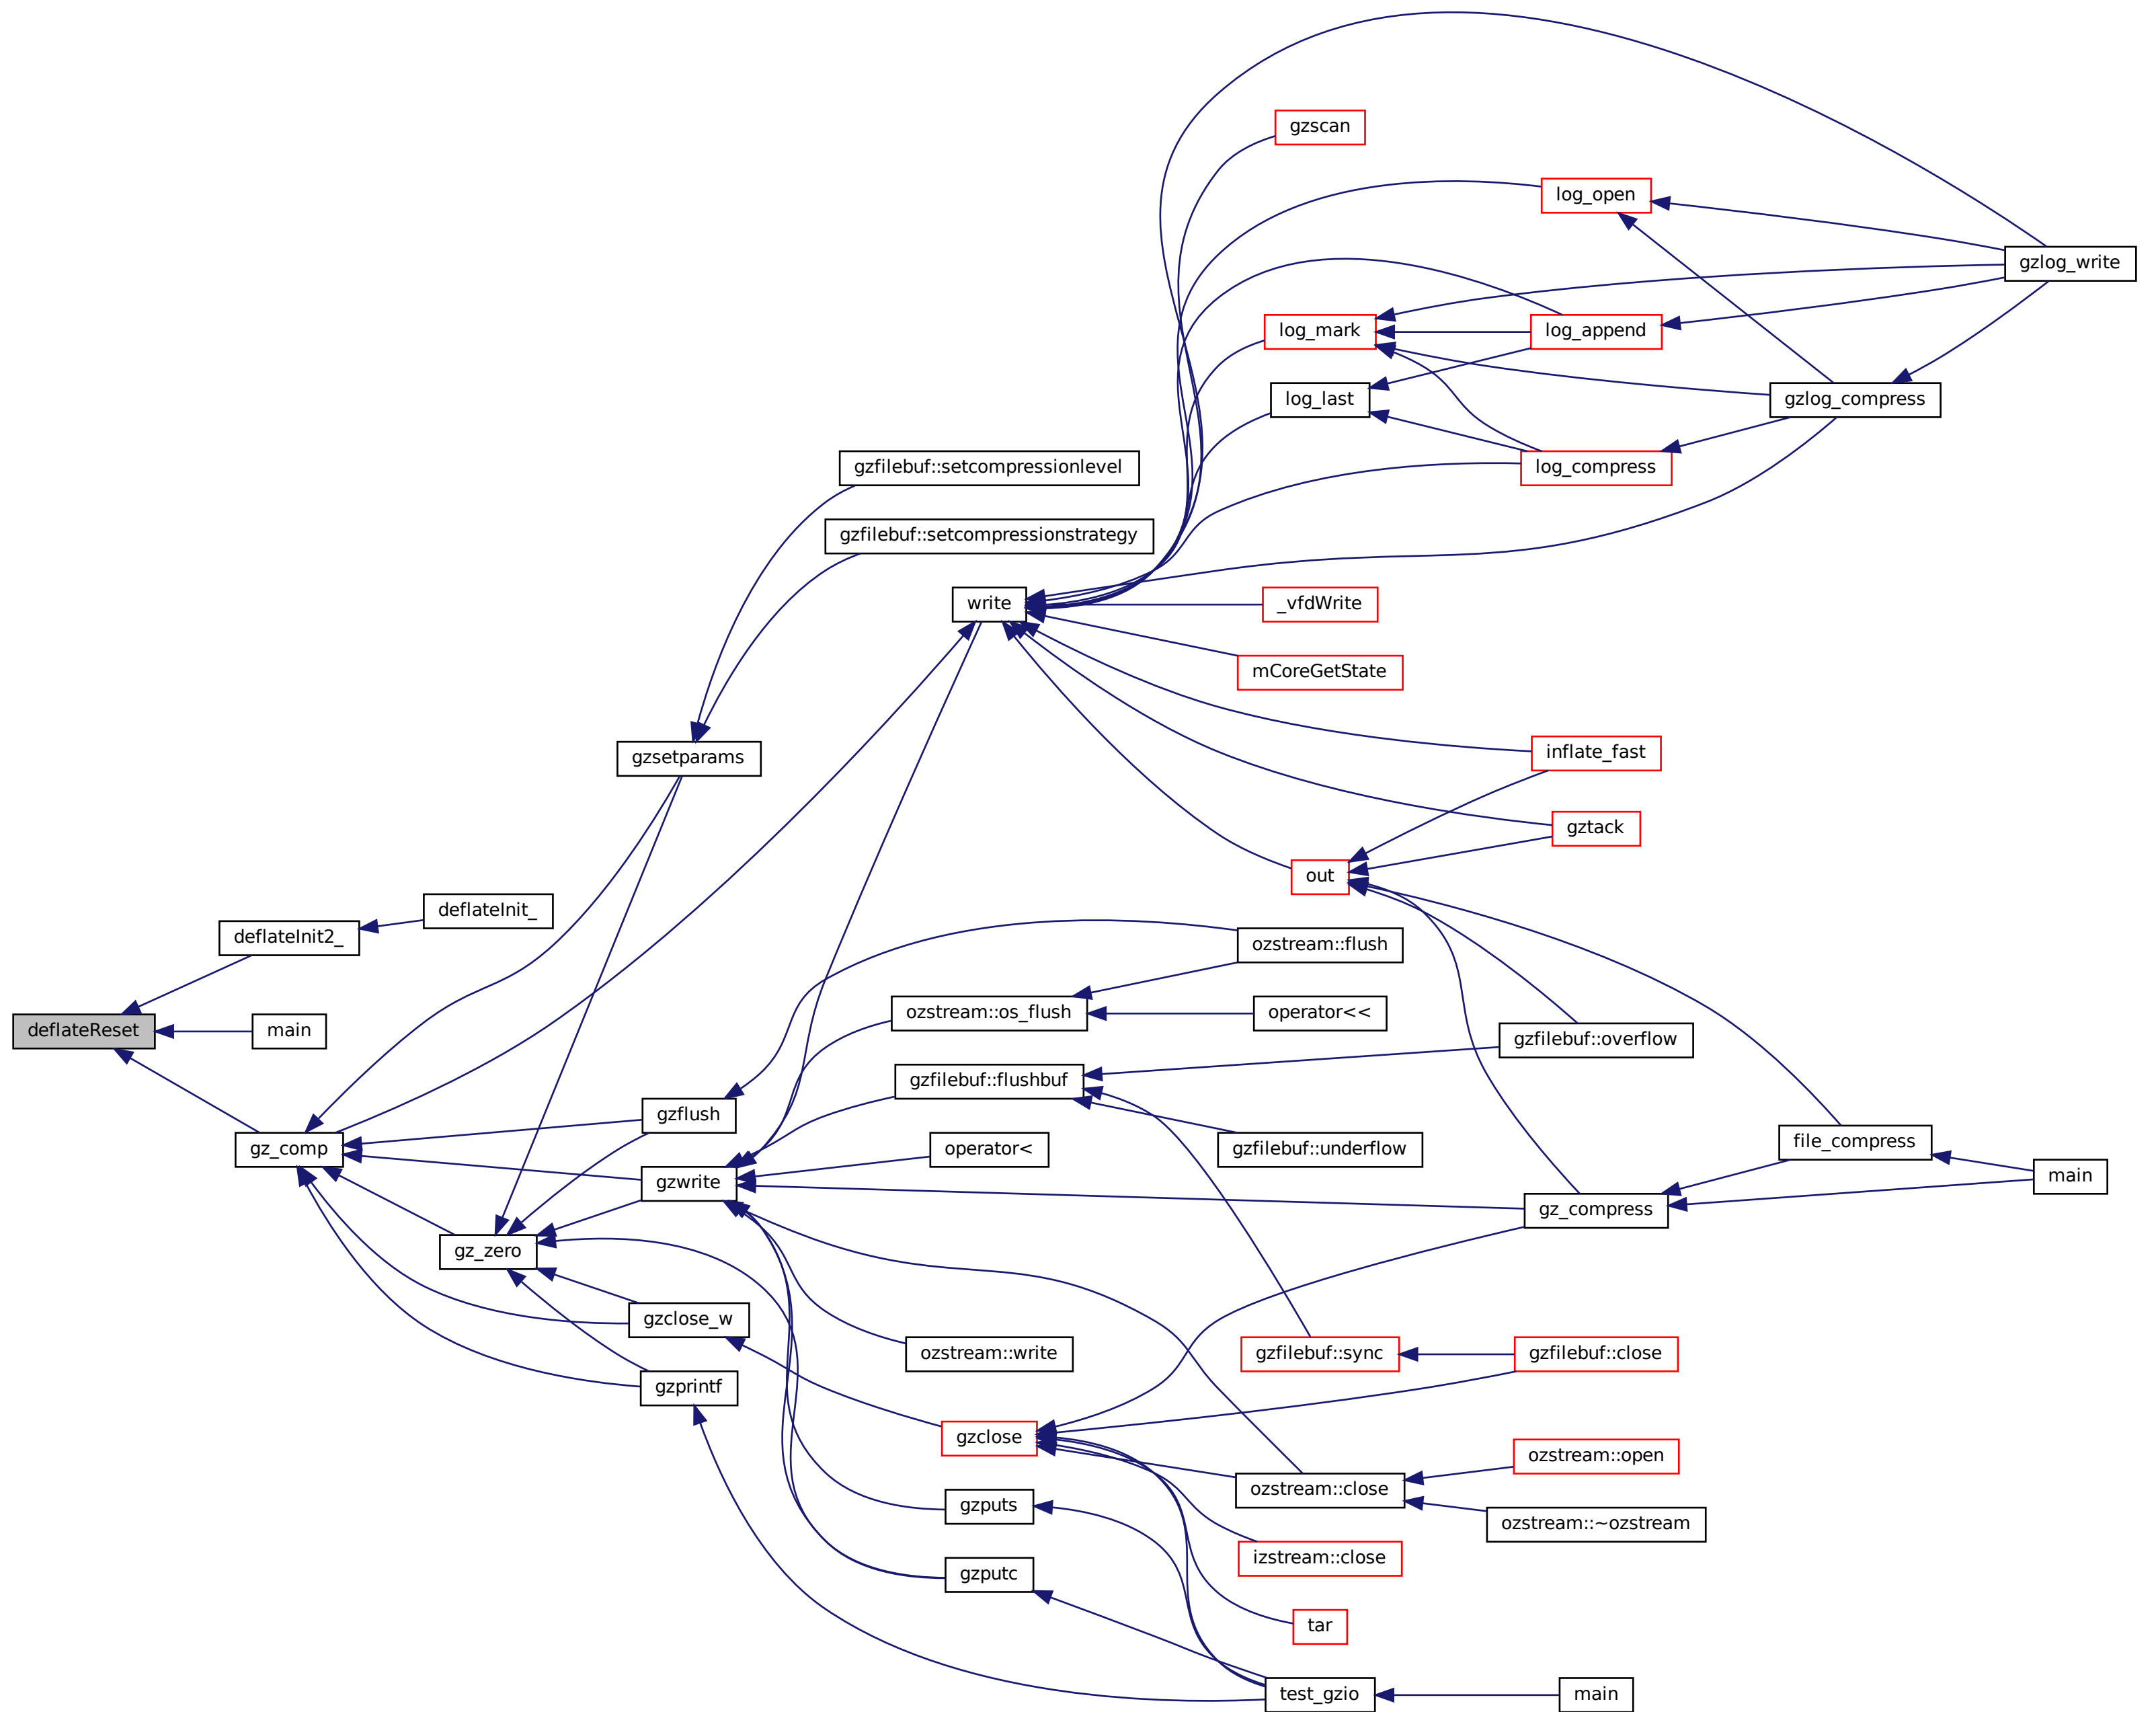 gzscan
log_open
gzlog_write
log_mark
log_append
log_last
gzlog_compress
gzfilebuf::setcompressionlevel
log_compress
gzfilebuf::setcompressionstrategy
write
_vfdWrite
mCoreGetState
gzsetparams
inflate_fast
gztack
out
deflateInit_
deflateInit2_
ozstream::flush
ozstream::os_flush
operator<<
deflateReset
main
gzfilebuf::overflow
gzfilebuf::flushbuf
gzflush
gz_comp
operator<
gzfilebuf::underflow
file_compress
main
gzwrite
gz_compress
gz_zero
gzclose_w
ozstream::write
gzfilebuf::sync
gzfilebuf::close
gzprintf
gzclose
ozstream::open
ozstream::close
gzputs
ozstream::~ozstream
izstream::close
gzputc
tar
test_gzio
main